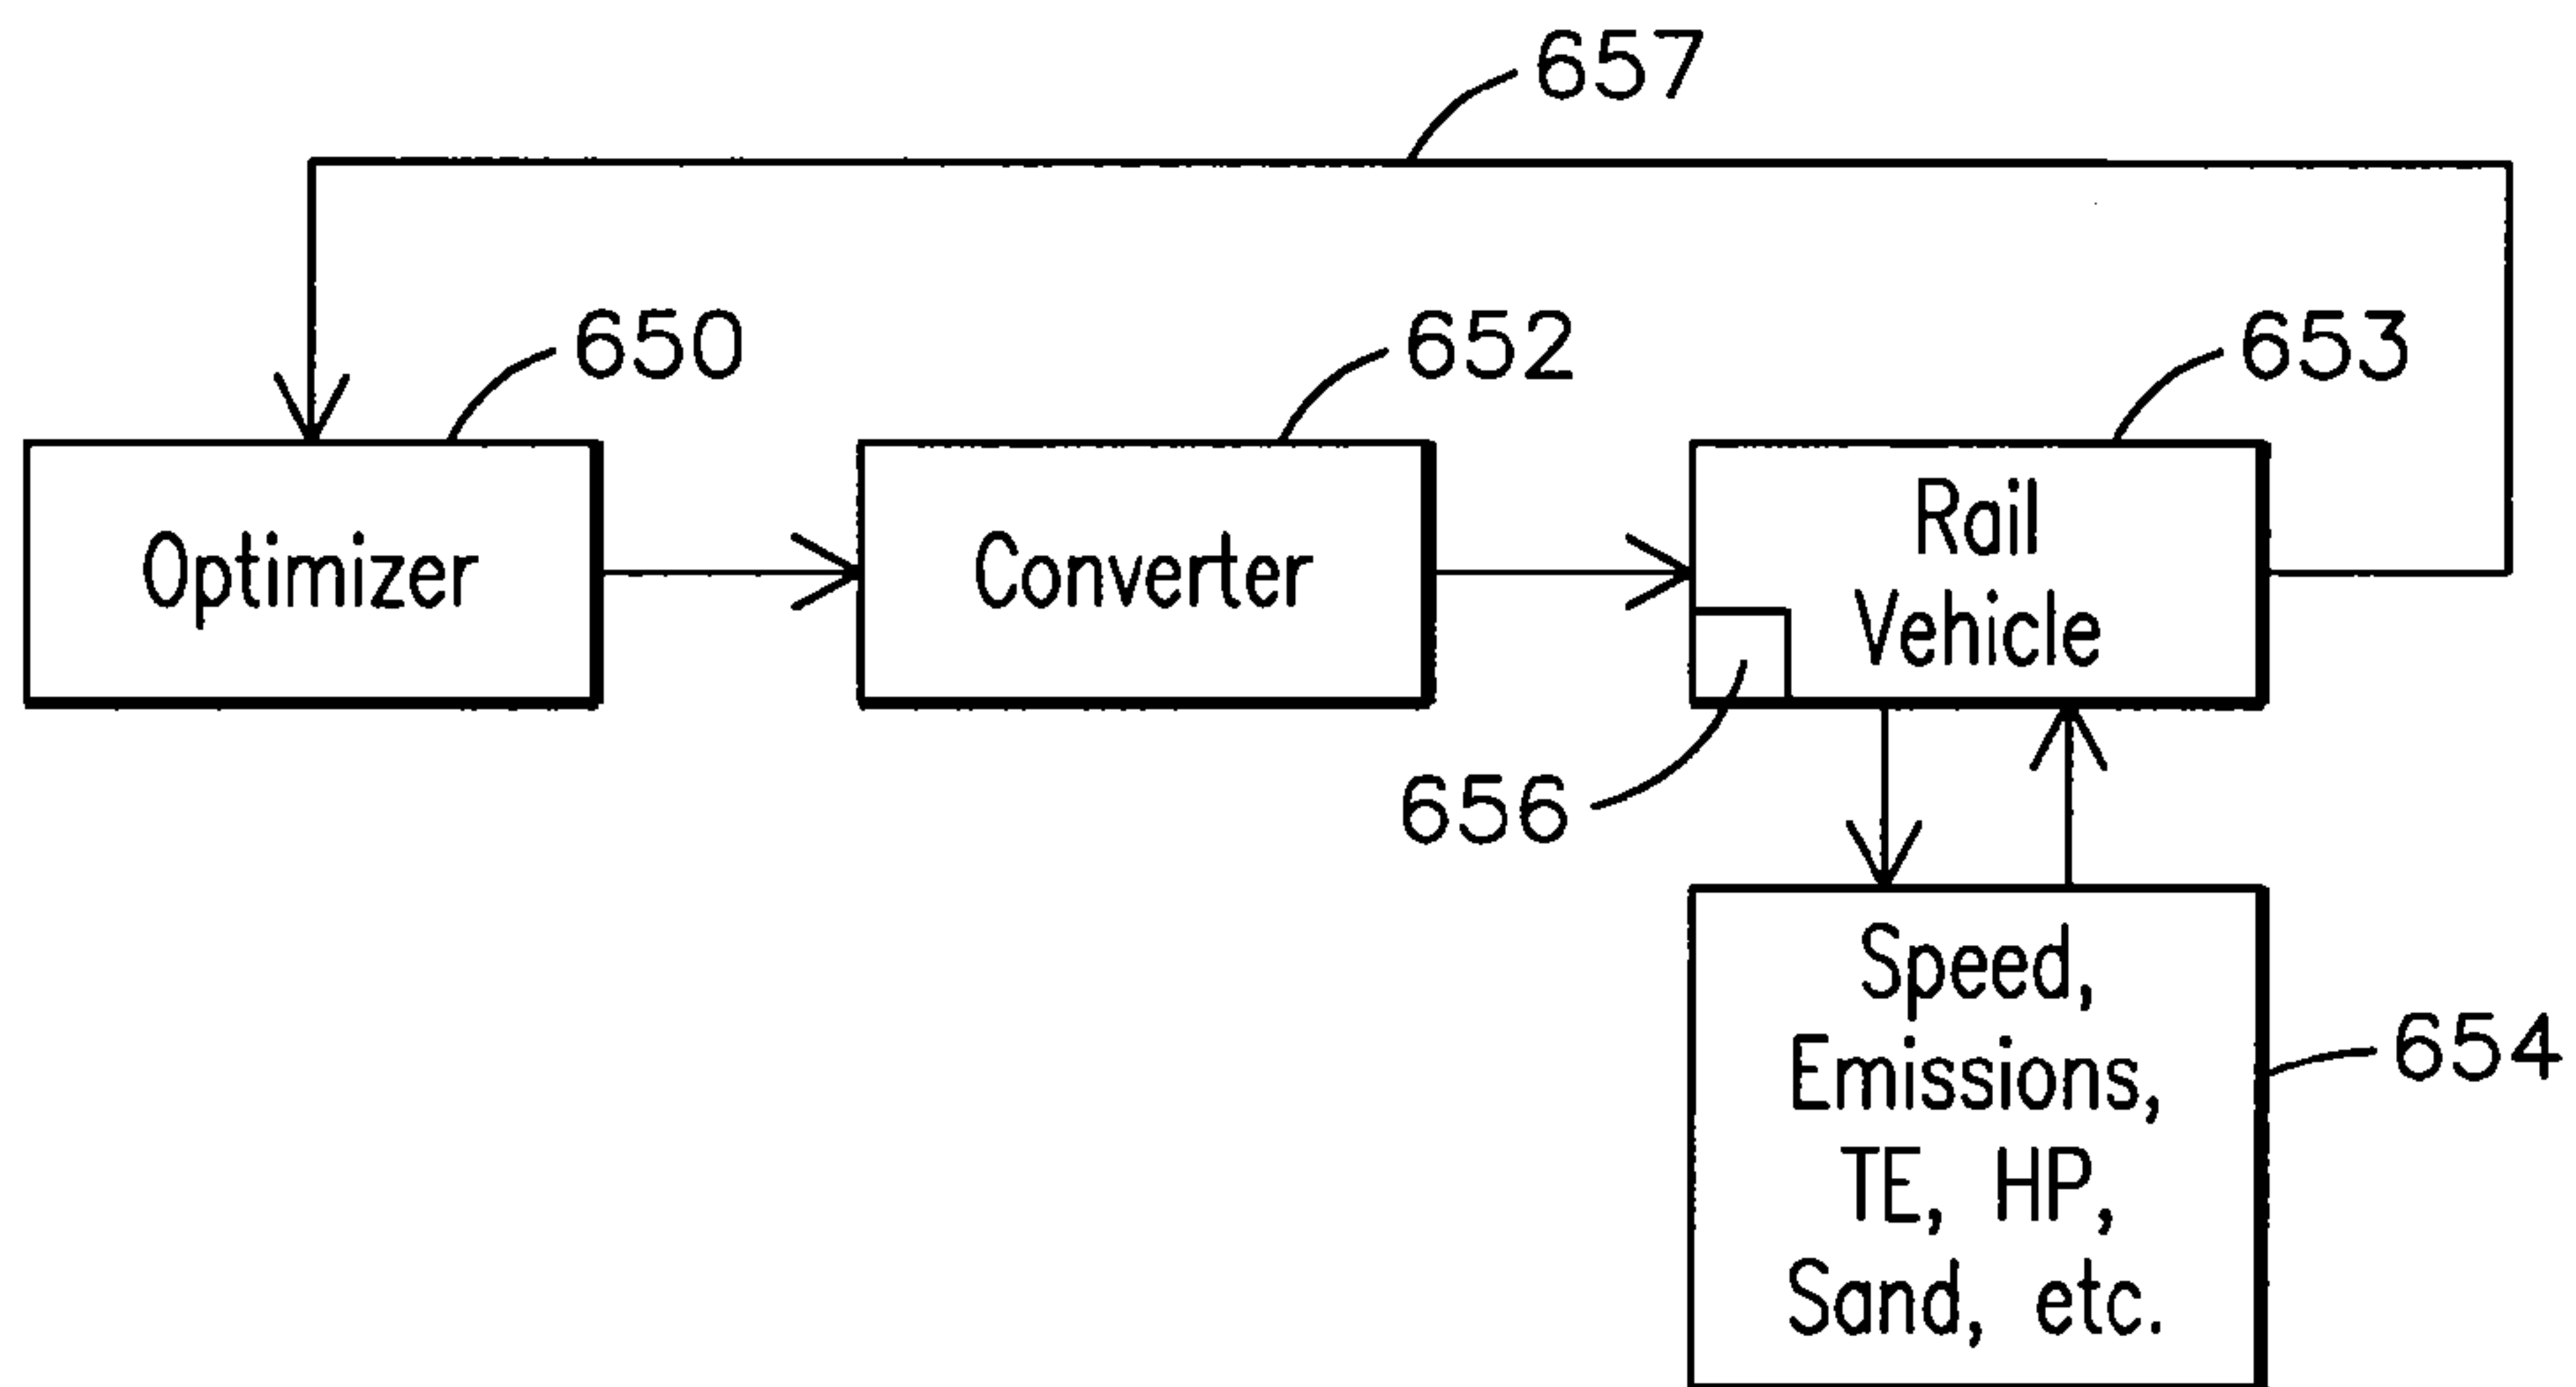 657
650
652
653
Optimizer
Converter
Rail
Vehicle
656
Speed,
Emissions,
TE, HP,
Sand, etc.
654